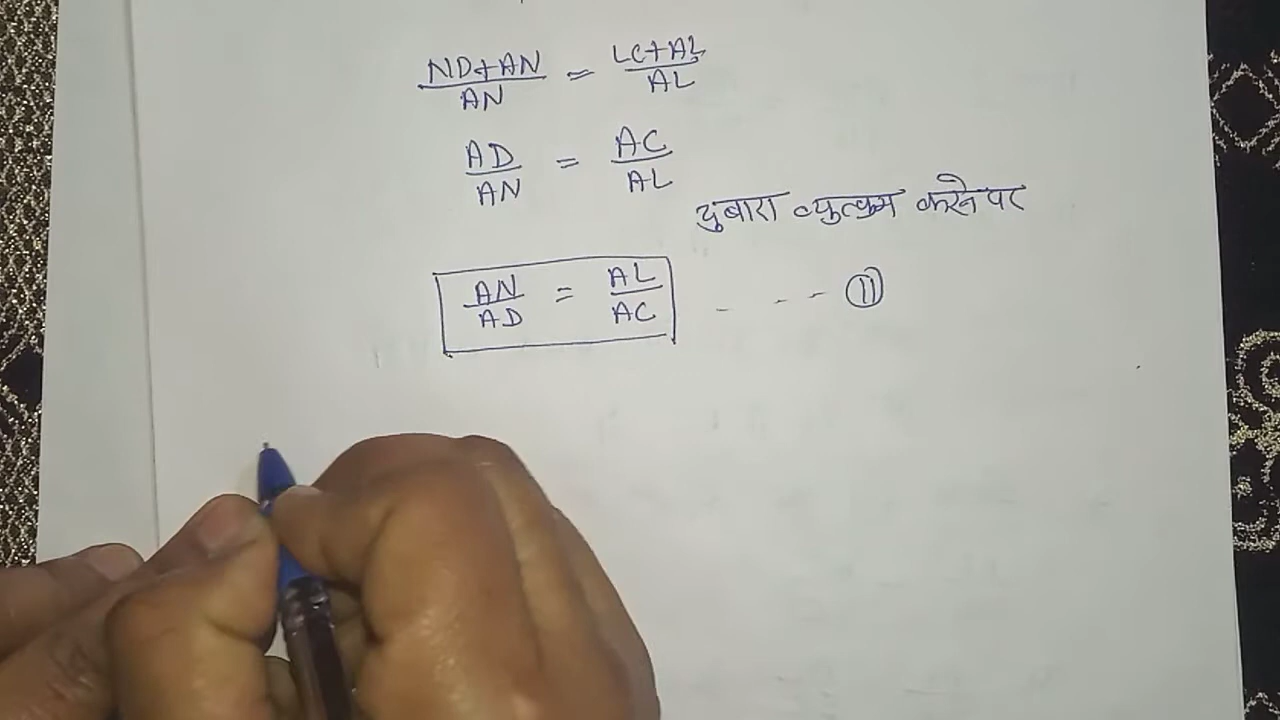 ND+AN/AN = LC+AL/AL
AD/AN = AC/AL
दुबारा व्युत्क्रम करने पर
AN/AD = AL/AC - - - (11)